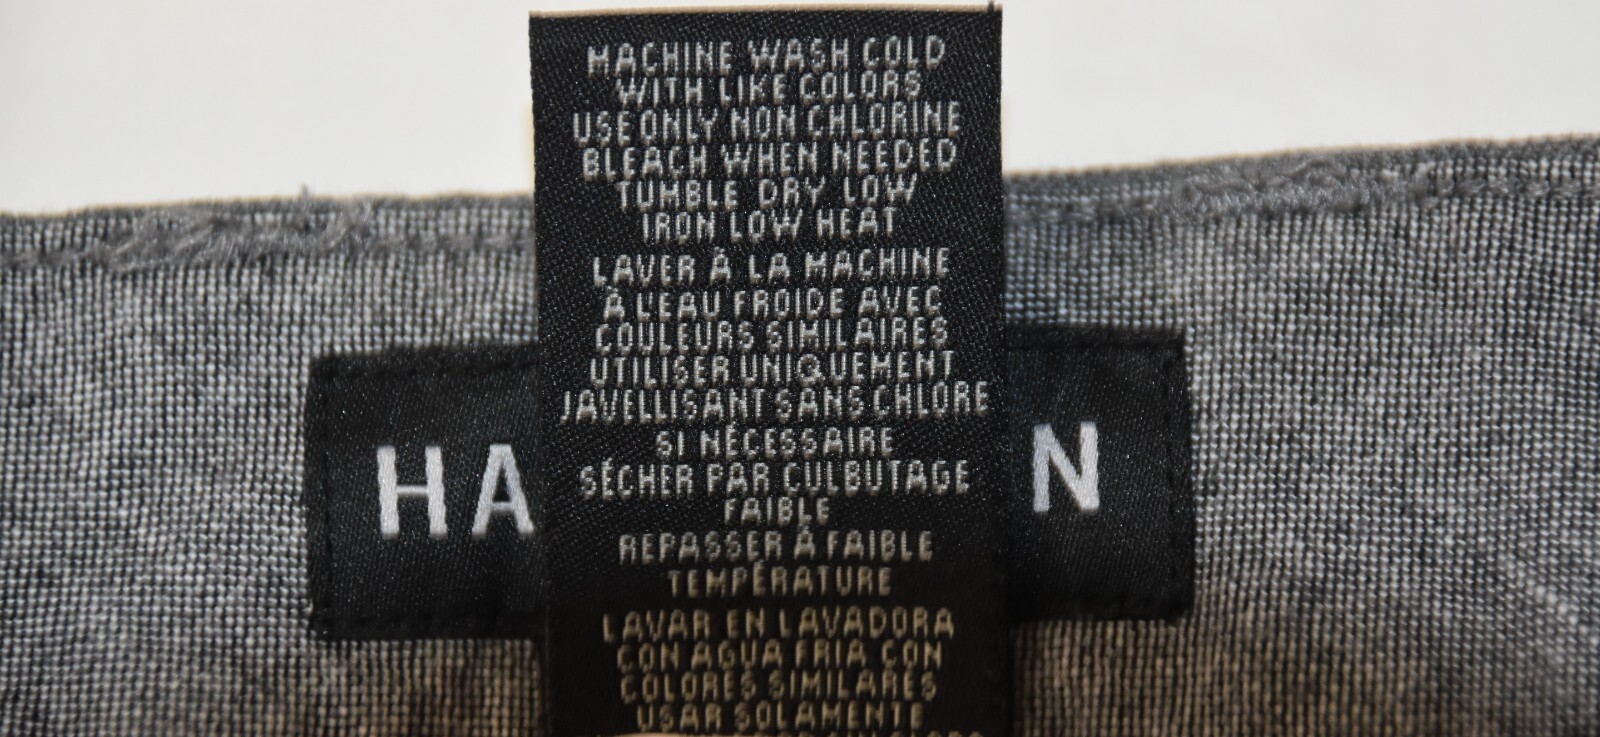 MACHINE WASH COLD
WITH LIKE COLORS
USE ONLY NON CHLORINE
BLEACH WHEN NEEDED
TUMBLE DRY LOW
IRON LOW HEAT
LAVER À LA MACHINE
À L'EAU FROIDE AVEC
COULEURS SIMILAIRES
UTILISER UNIQUEMENT
JAVELLISANT SANS CHLORE
SI NÉCESSAIRE
SÉCHER PAR CULBUTAGE
FAIBLE
REPASSER À FAIBLE
TEMPÉRATURE
LAVAR EN LAVADORA
CON AGUA FRIA CON
COLORES SIMILARES
USAR SOLAMENTE
HA N